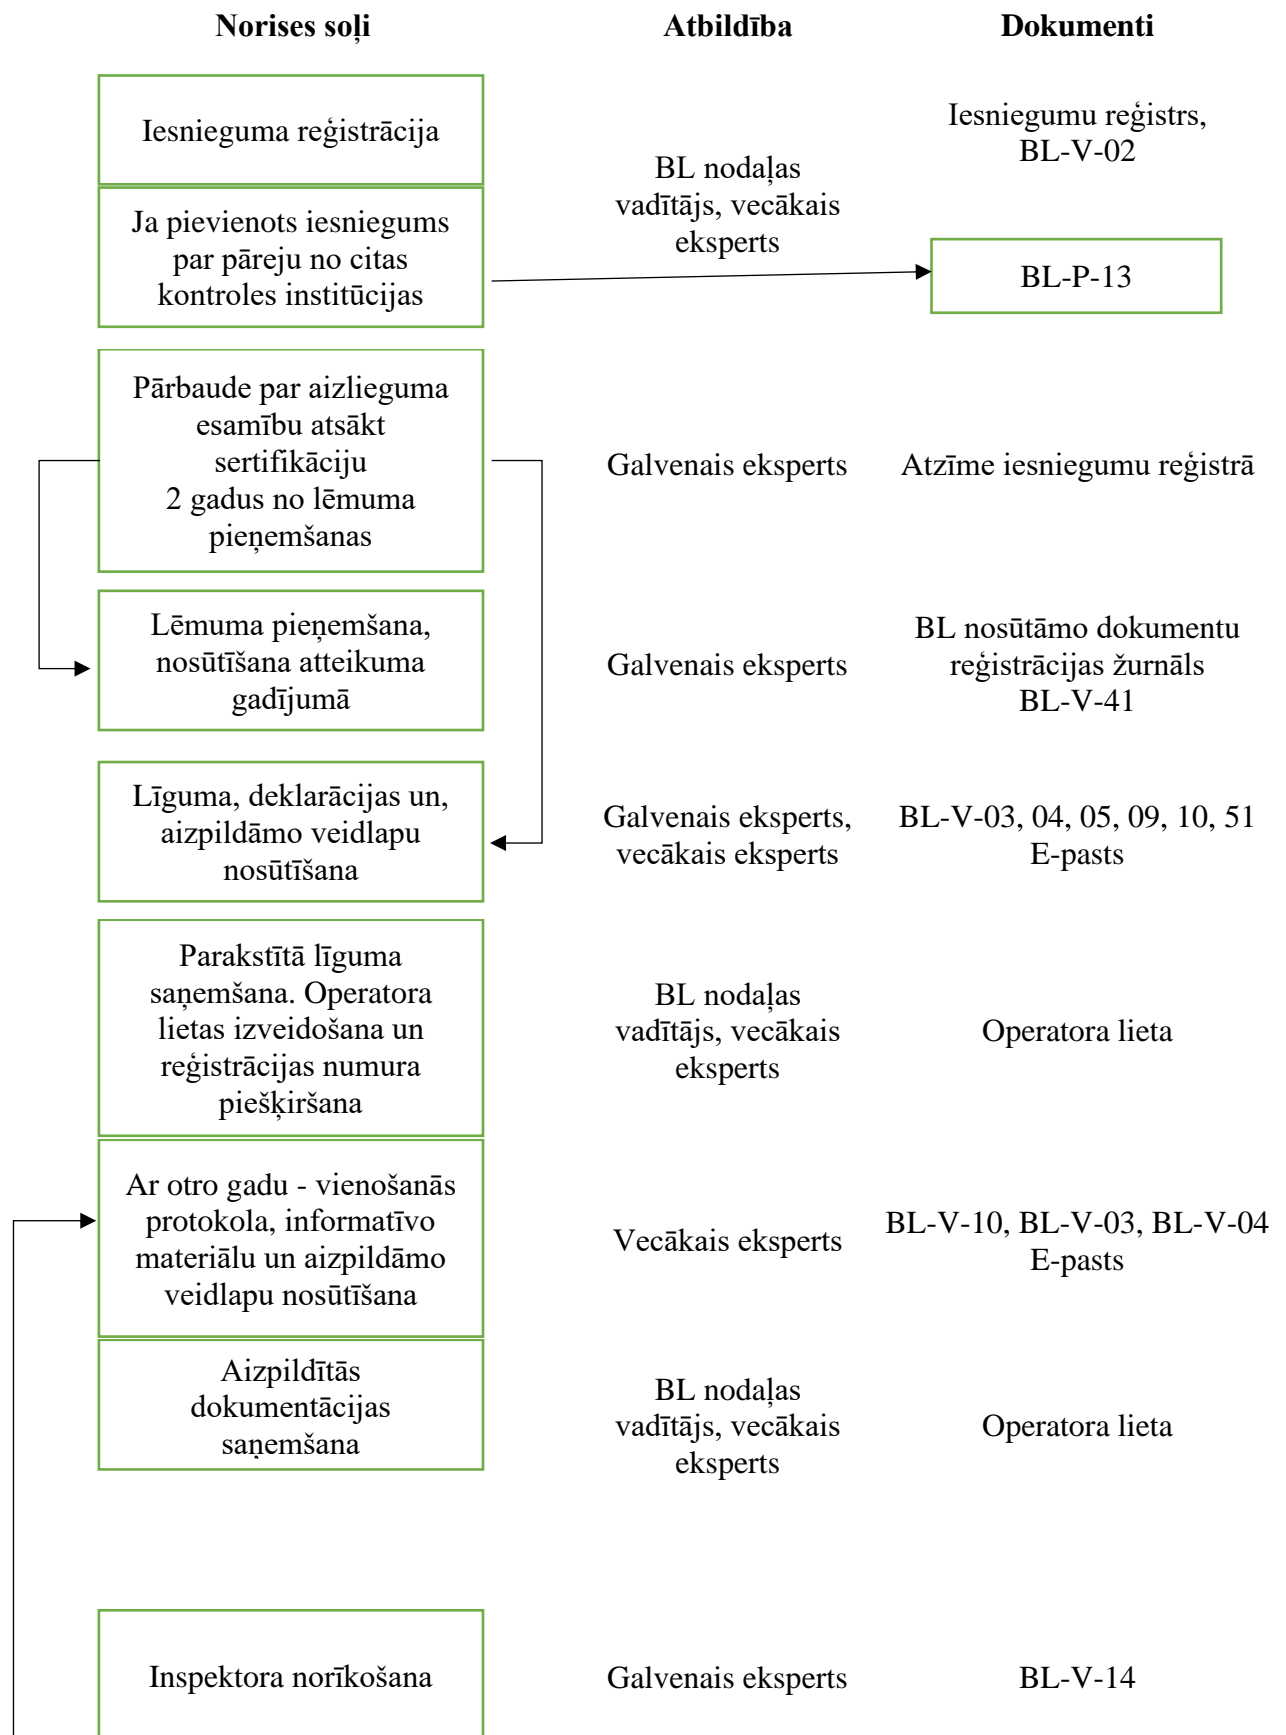 Norises soļi
Atbildība
Dokumenti
Iesnieguma reģistrācija
Iesniegumu reģistrs,
BL-V-02
BL nodaļas
vadītājs, vecākais
eksperts
Ja pievienots iesniegums
par pāreju no citas
kontroles institūcijas
BL-P-13
Pārbaude par aizlieguma
esamību atsākt
sertifikāciju
2 gadus no lēmuma
pieņemšanas
Galvenais eksperts
Atzīme iesniegumu reģistrā
Lēmuma pieņemšana,
nosūtīšana atteikuma
gadījumā
Galvenais eksperts
BL nosūtāmo dokumentu
reģistrācijas žurnāls
BL-V-41
Līguma, deklarācijas un,
aizpildāmo veidlapu
nosūtīšana
Galvenais eksperts,
vecākais eksperts
BL-V-03, 04, 05, 09, 10, 51
E-pasts
Parakstītā līguma
saņemšana. Operatora
lietas izveidošana un
reģistrācijas numura
piešķiršana
BL nodaļas
vadītājs, vecākais
eksperts
Operatora lieta
Ar otro gadu - vienošanās
protokola, informatīvo
materiālu un aizpildāmo
veidlapu nosūtīšana
Vecākais eksperts
BL-V-10, BL-V-03, BL-V-04
E-pasts
Aizpildītās
dokumentācijas
saņemšana
BL nodaļas
vadītājs, vecākais
eksperts
Operatora lieta
Inspektora norīkošana
Galvenais eksperts
BL-V-14